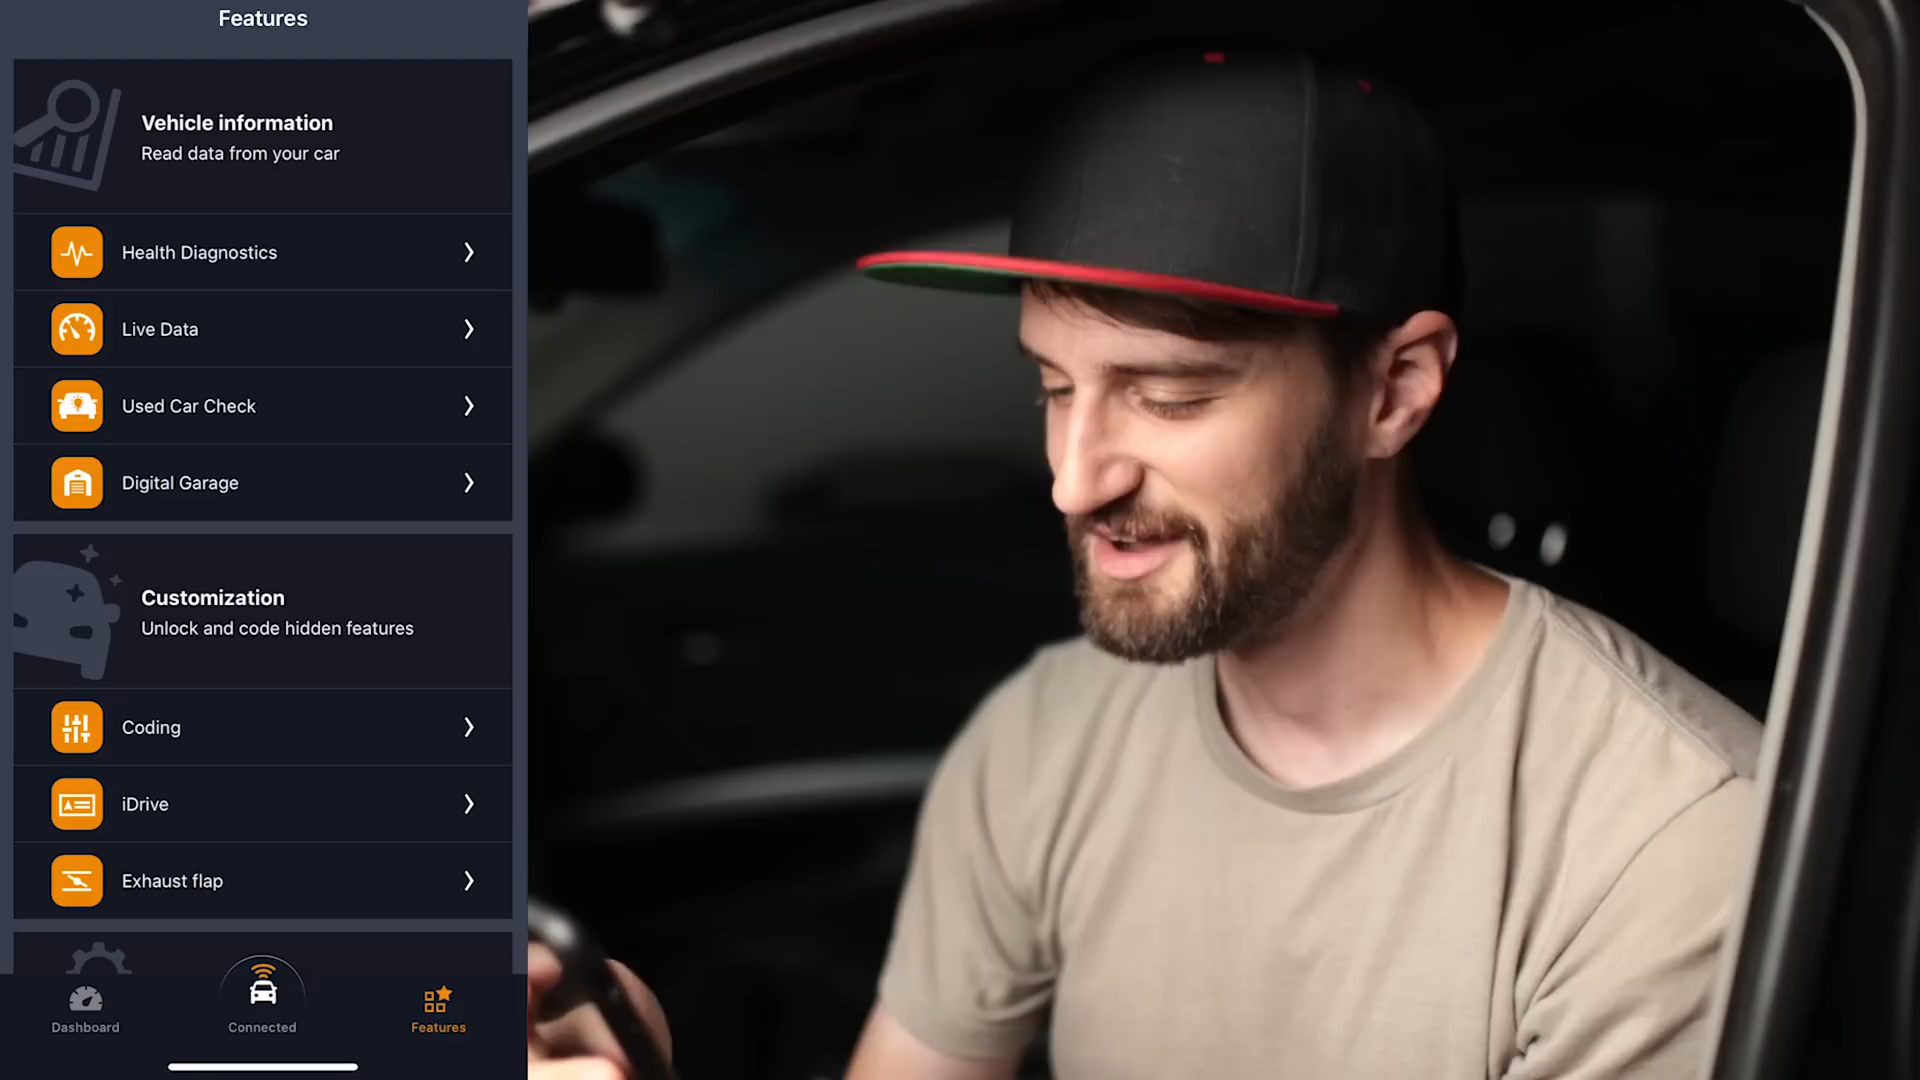 Features
Vehicle information
Read data from your car
Health Diagnostics
Live Data
Used Car Check
Digital Garage
Customization
Unlock and code hidden features
Coding
iDrive
Exhaust flap
Dashboard
Connected
Features